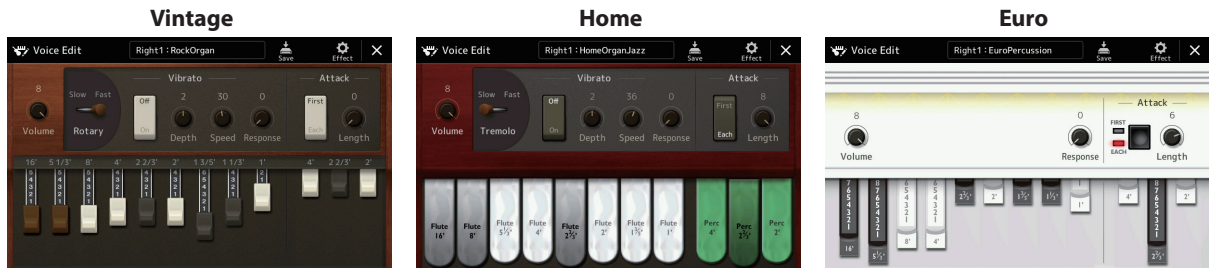 Vintage
Voice Edit Right1 : RockOrgan Save Effect
Vibrato Attack
8 Slow Fast Off 2 30 0 First 0
Volume Rotary On Depth Speed Response Each Length
16' 5 1/3' 8' 4' 2 2/3' 2' 1 3/5' 1 1/3' 1' 4' 2 2/3' 2'
Home
Voice Edit Right1 : HomeOrganJazz Save Effect
Vibrato Attack
8 Slow Fast Off 2 36 0 First 8
Volume Tremolo On Depth Speed Response Each Length
Flute Flute Flute Flute Flute Flute Flute Flute Perc Perc Perc
16' 8' 5⅓' 4' 2⅔' 2' 1⅗' 1' 4' 2⅔' 2'
Euro
Voice Edit Right1 : EuroPercussion Save Effect
Attack
8 0 FIRST 6
Volume Response EACH Length
16' 5⅓' 8' 4' 2⅔' 2' 1⅗' 1⅓' 1' 4' 2⅔' 2'